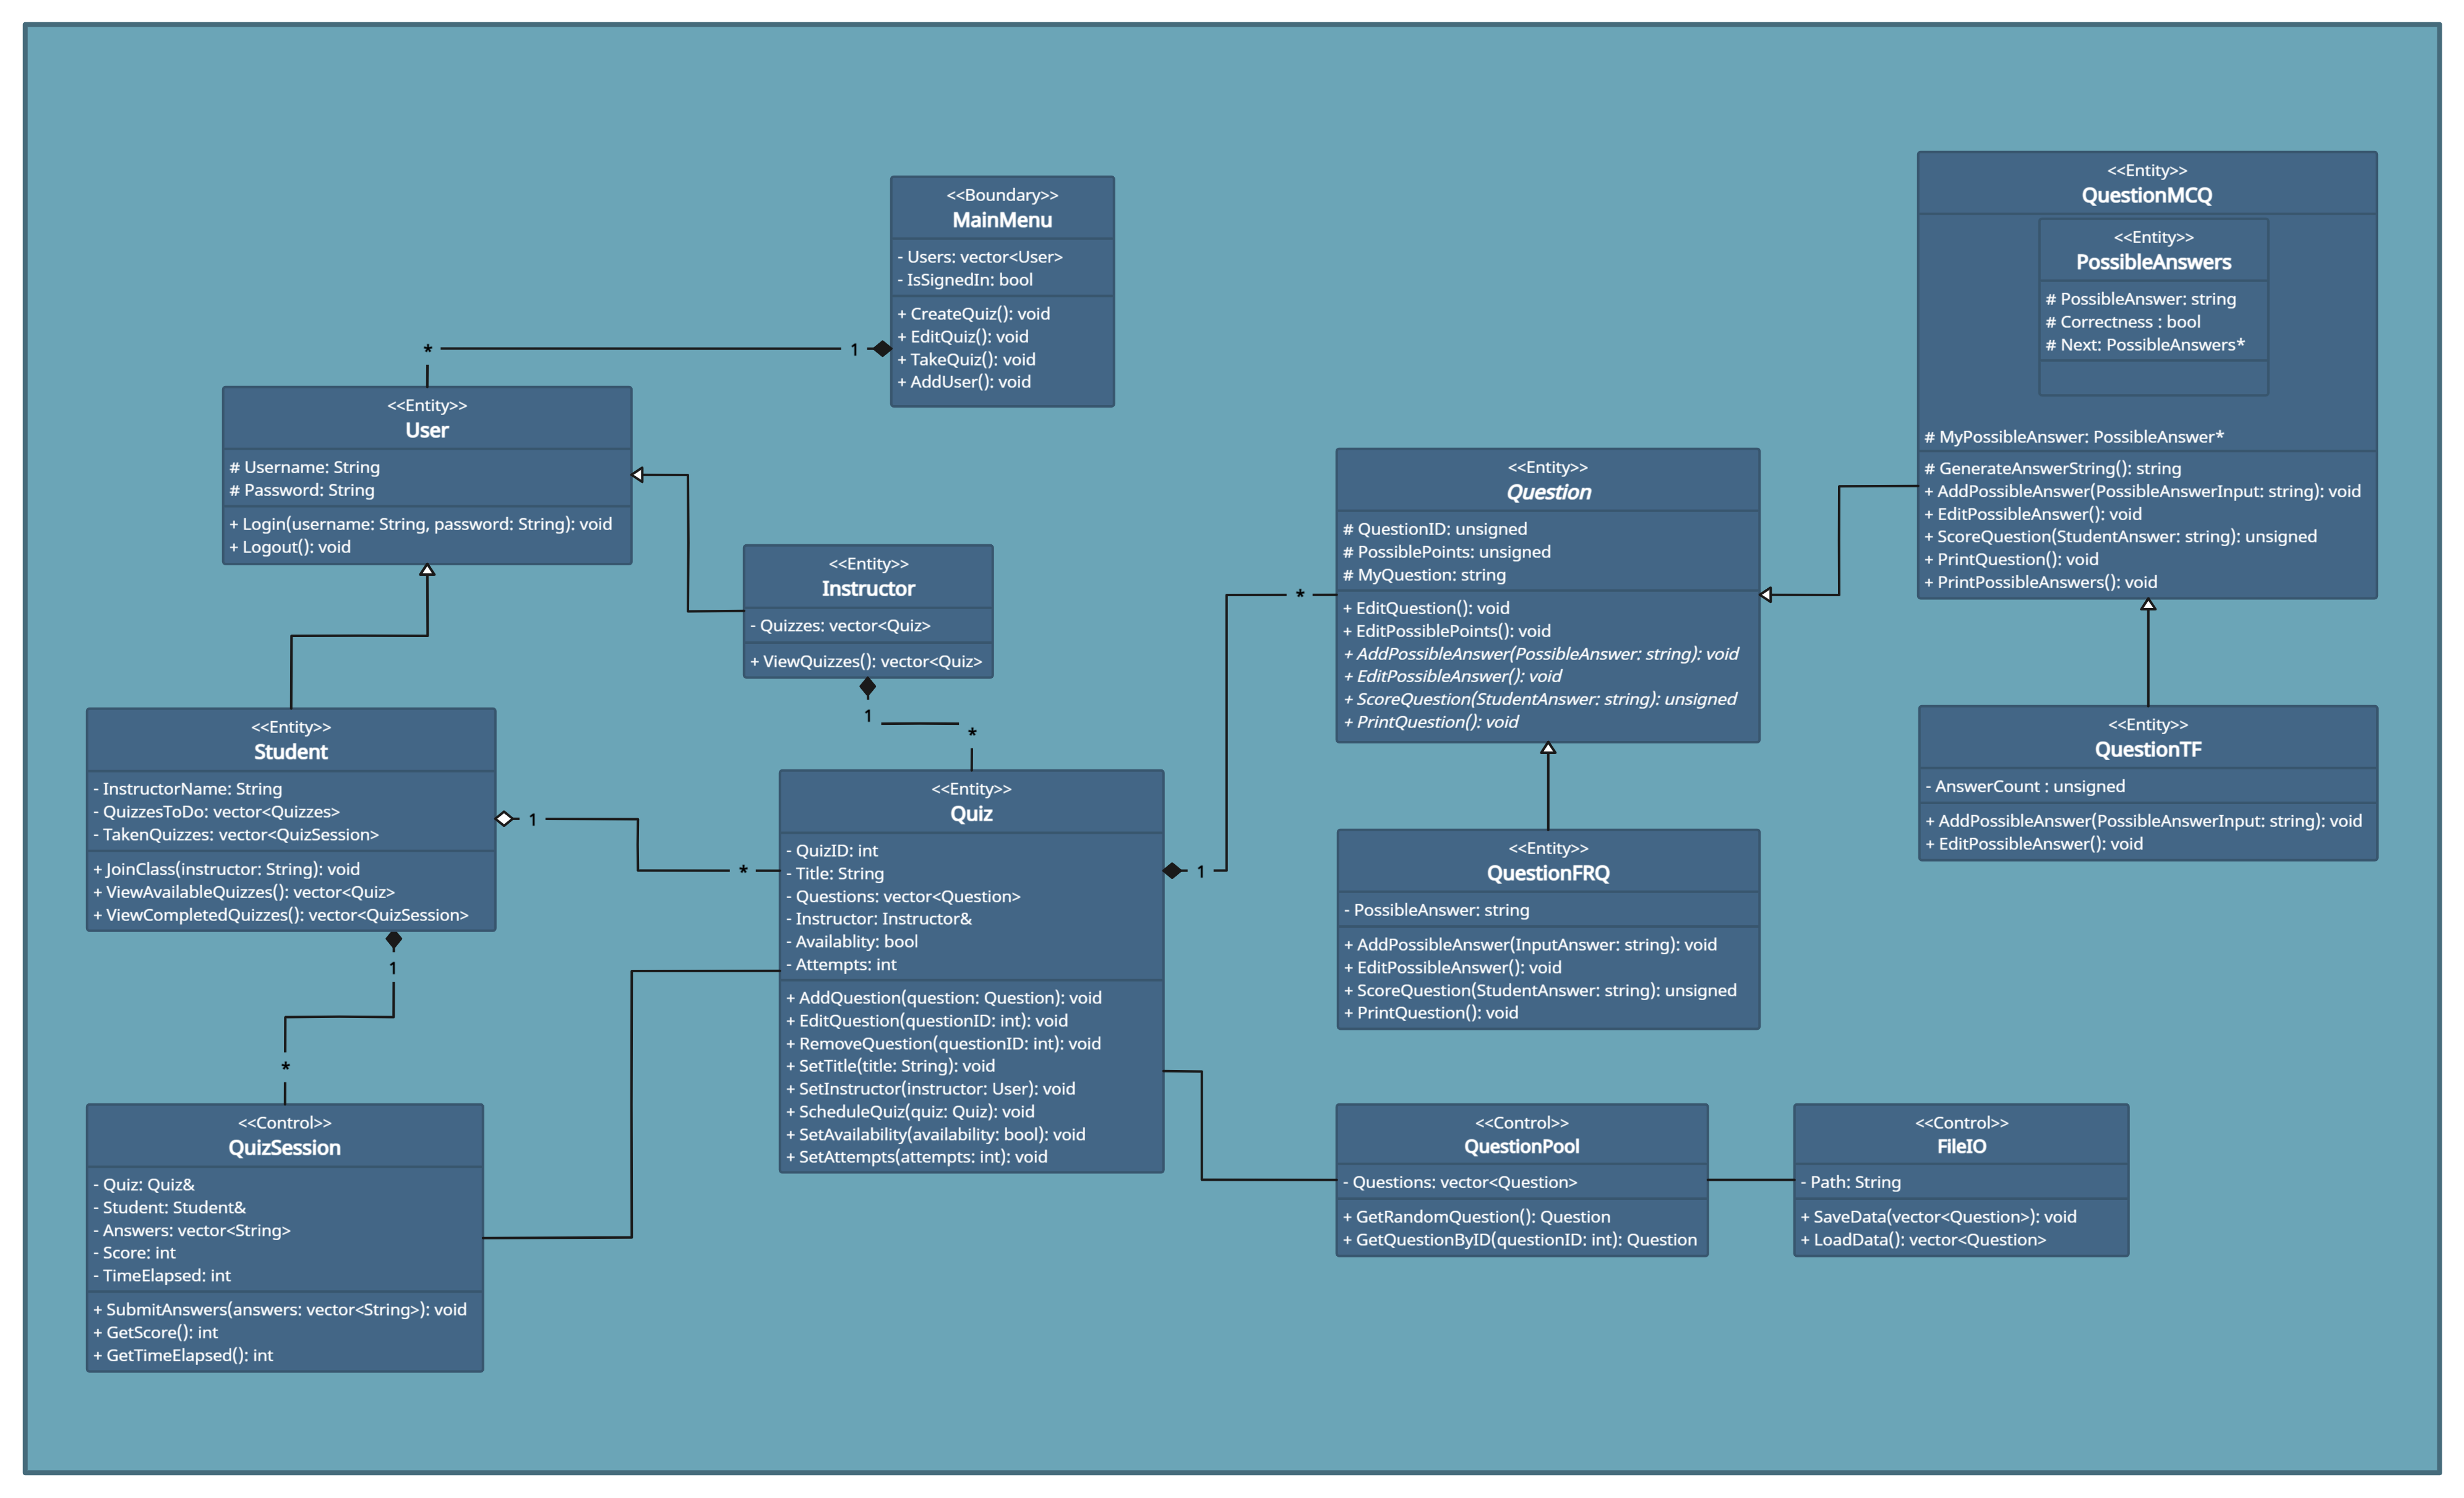 <<Boundary>>
MainMenu
- Users: vector<User>
- IsSignedIn: bool
+ CreateQuiz(): void
+ EditQuiz(): void
+ TakeQuiz(): void
+ AddUser(): void
* 1
<<Entity>>
User
# Username: String
# Password: String
+ Login(username: String, password: String): void
+ Logout(): void
<<Entity>>
Instructor
- Quizzes: vector<Quiz>
+ ViewQuizzes(): vector<Quiz>
1
*
<<Entity>>
Student
- InstructorName: String
- QuizzesToDo: vector<Quizzes>
- TakenQuizzes: vector<QuizSession>
+ JoinClass(instructor: String): void
+ ViewAvailableQuizzes(): vector<Quiz>
+ ViewCompletedQuizzes(): vector<QuizSession>
1
*
1
*
<<Control>>
QuizSession
- Quiz: Quiz&
- Student: Student&
- Answers: vector<String>
- Score: int
- TimeElapsed: int
+ SubmitAnswers(answers: vector<String>): void
+ GetScore(): int
+ GetTimeElapsed(): int
<<Entity>>
Quiz
- QuizID: int
- Title: String
- Questions: vector<Question>
- Instructor: Instructor&
- Availablity: bool
- Attempts: int
+ AddQuestion(question: Question): void
+ EditQuestion(questionID: int): void
+ RemoveQuestion(questionID: int): void
+ SetTitle(title: String): void
+ SetInstructor(instructor: User): void
+ ScheduleQuiz(quiz: Quiz): void
+ SetAvailability(availability: bool): void
+ SetAttempts(attempts: int): void
1
*
<<Entity>>
Question
# QuestionID: unsigned
# PossiblePoints: unsigned
# MyQuestion: string
+ EditQuestion(): void
+ EditPossiblePoints(): void
+ AddPossibleAnswer(PossibleAnswer: string): void
+ EditPossibleAnswer(): void
+ ScoreQuestion(StudentAnswer: string): unsigned
+ PrintQuestion(): void
<<Entity>>
QuestionFRQ
- PossibleAnswer: string
+ AddPossibleAnswer(InputAnswer: string): void
+ EditPossibleAnswer(): void
+ ScoreQuestion(StudentAnswer: string): unsigned
+ PrintQuestion(): void
<<Entity>>
QuestionMCQ
<<Entity>>
PossibleAnswers
# PossibleAnswer: string
# Correctness : bool
# Next: PossibleAnswers*
# MyPossibleAnswer: PossibleAnswer*
# GenerateAnswerString(): string
+ AddPossibleAnswer(PossibleAnswerInput: string): void
+ EditPossibleAnswer(): void
+ ScoreQuestion(StudentAnswer: string): unsigned
+ PrintQuestion(): void
+ PrintPossibleAnswers(): void
<<Entity>>
QuestionTF
- AnswerCount : unsigned
+ AddPossibleAnswer(PossibleAnswerInput: string): void
+ EditPossibleAnswer(): void
<<Control>>
QuestionPool
- Questions: vector<Question>
+ GetRandomQuestion(): Question
+ GetQuestionByID(questionID: int): Question
<<Control>>
FileIO
- Path: String
+ SaveData(vector<Question>): void
+ LoadData(): vector<Question>